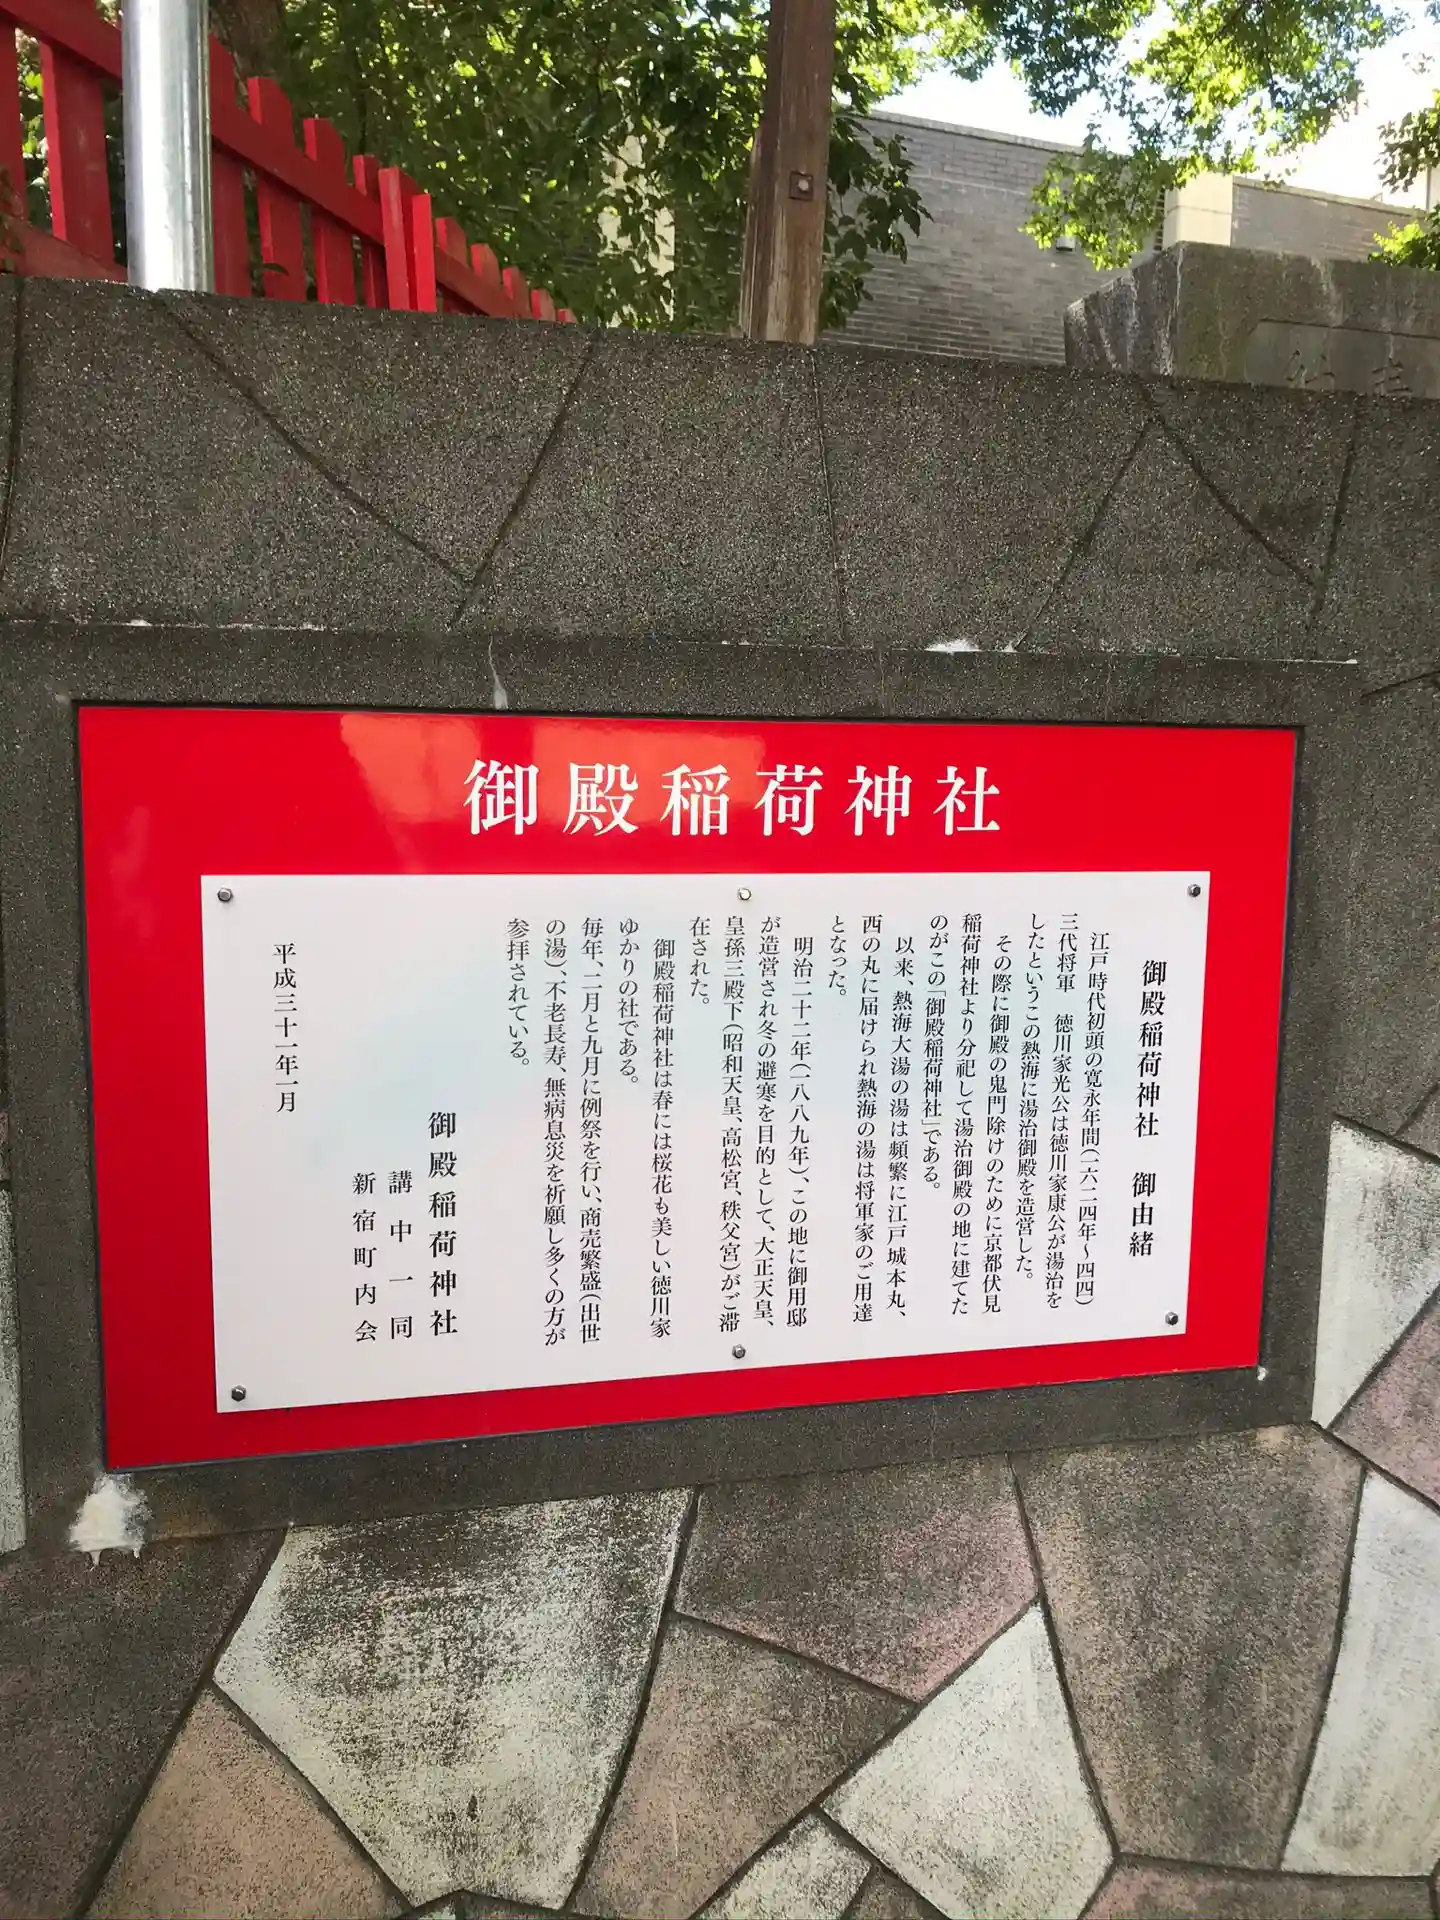 御殿稲荷神社
御殿稲荷神社　御由緒
江戸時代初頭の寛永年間(一六二四年〜四四)
三代将軍　徳川家光公は徳川家康公が湯治を
したというこの熱海に湯治御殿を造営した。
その際に御殿の鬼門除けのために京都伏見
稲荷神社より分祀して湯治御殿の地に建てた
のがこの「御殿稲荷神社」である。
以来、熱海大湯の湯は頻繁に江戸城本丸、
西の丸に届けられ熱海の湯は将軍家のご用達
となった。
明治二十二年(一八八九年)、この地に御用邸
が造営され冬の避寒を目的として、大正天皇、
皇孫三殿下(昭和天皇、高松宮、秩父宮)がご滞
在された。
御殿稲荷神社は春には桜花も美しい徳川家
ゆかりの社である。
毎年、二月と九月に例祭を行い、商売繁盛(出世
の湯)、不老長寿、無病息災を祈願し多くの方が
参拝されている。
御殿稲荷神社
講中一同
新宿町内会
平成三十一年一月